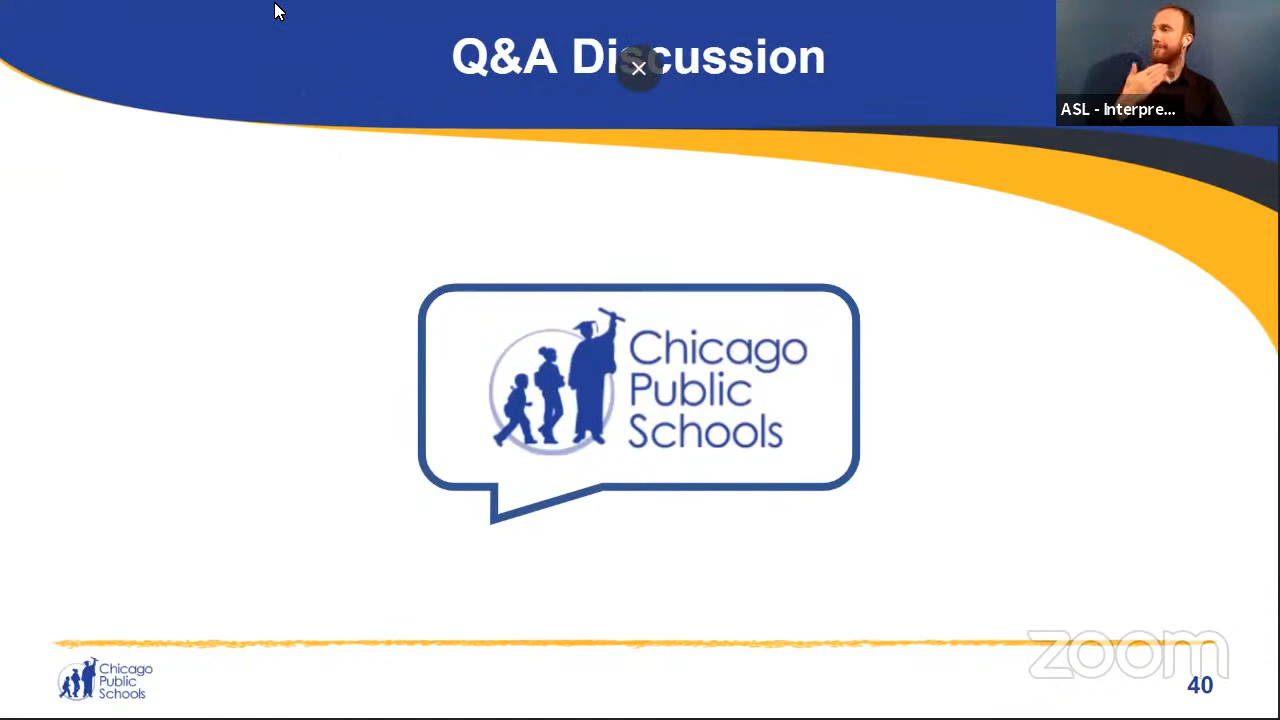 Q&A Discussion
ASL - Interpre...
Chicago
Public
Schools
zoom
Chicago
Public
Schools
40